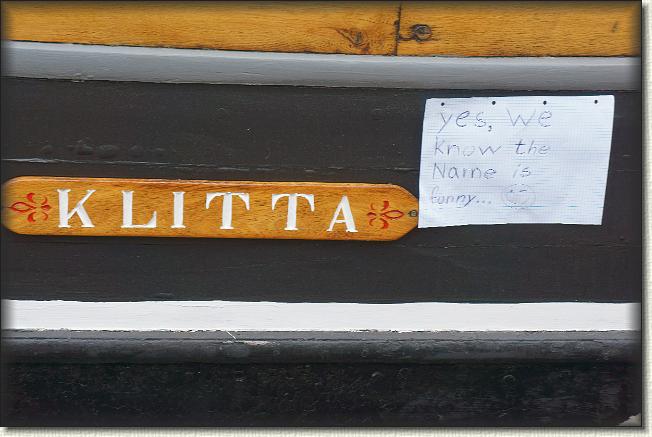 KLITTA
yes, we
know the
Name is
funny...